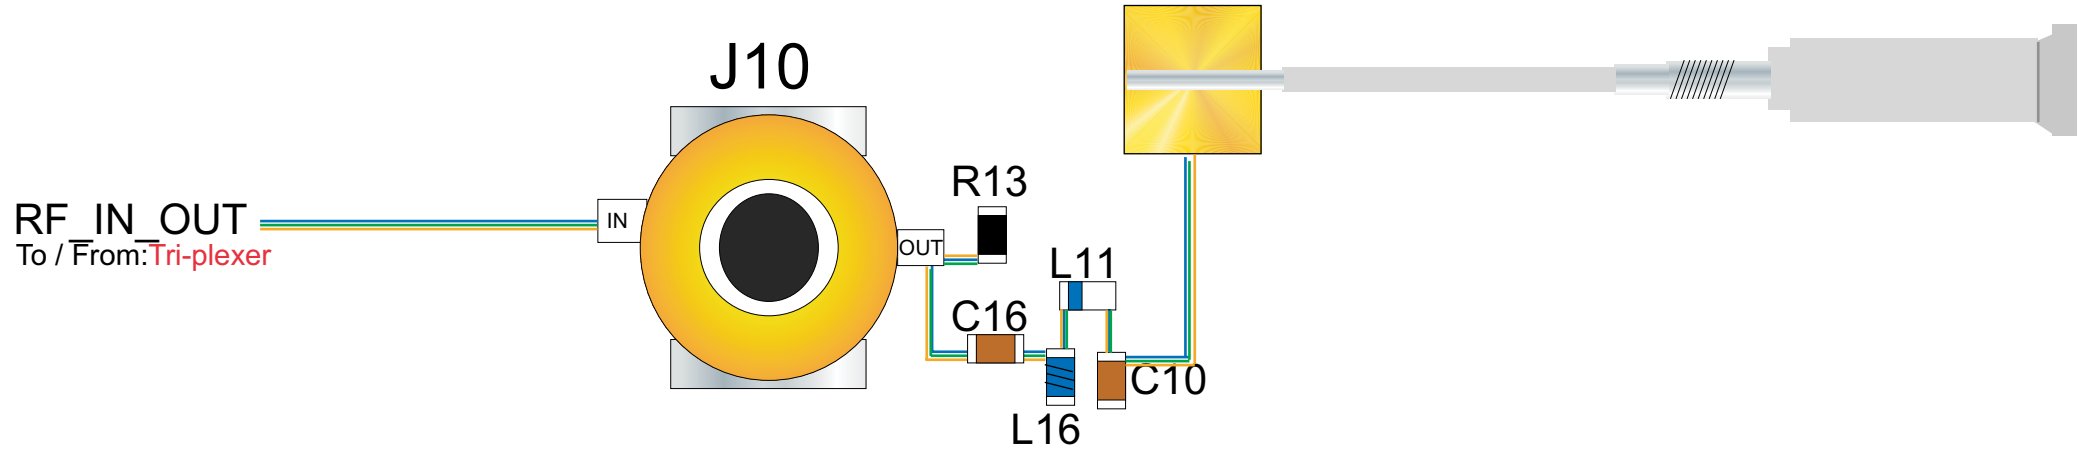 J10
RF_IN_OUT
To / From:Tri-plexer
IN
OUT
R13
L11
C16
C10
L16